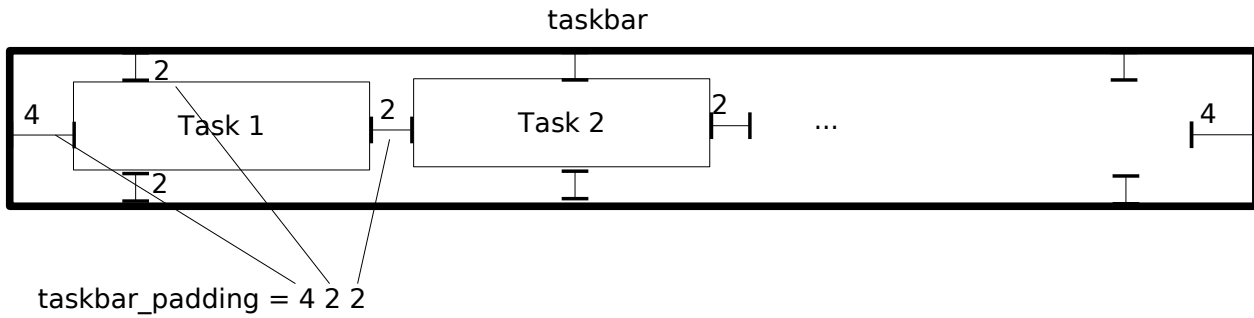 taskbar
2
4 Task 1 2 Task 2 2 ... 4
2
taskbar_padding = 4 2 2